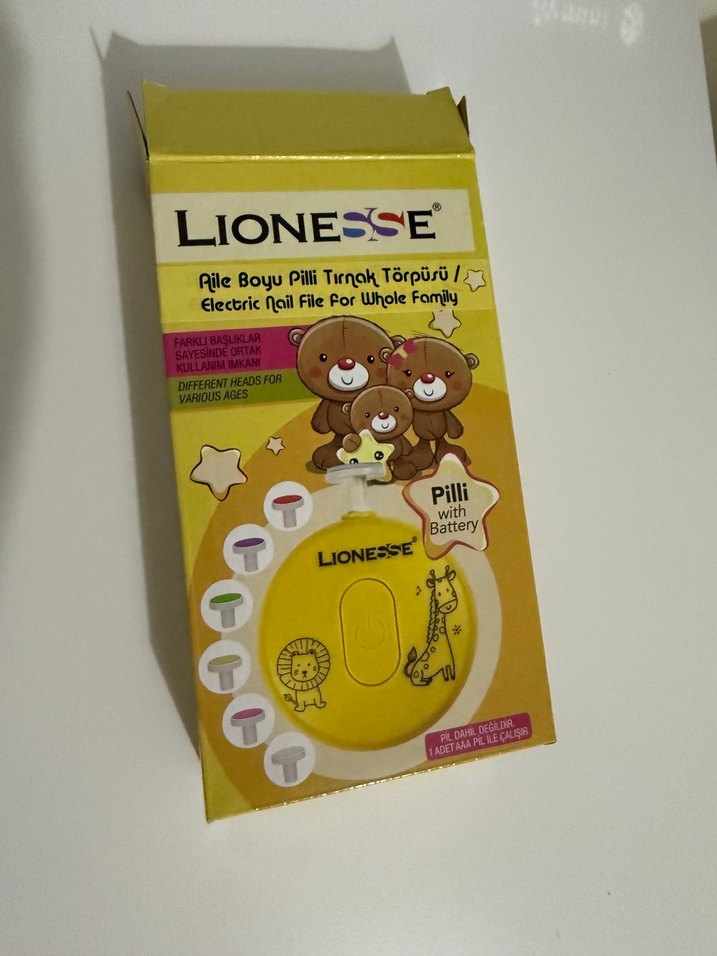 LIONESSE®
Aile Boyu Pilli Tırnak Törpüsü /
Electric Nail File For Whole Family
FARKLI BAŞLIKLAR
SAYESİNDE ORTAK
KULLANIM İMKANI
DIFFERENT HEADS FOR
VARIOUS AGES
Pilli
with
Battery
LIONESSE®
PİL DAHİL DEĞİLDİR.
1 ADET AAA PİL İLE ÇALIŞIR